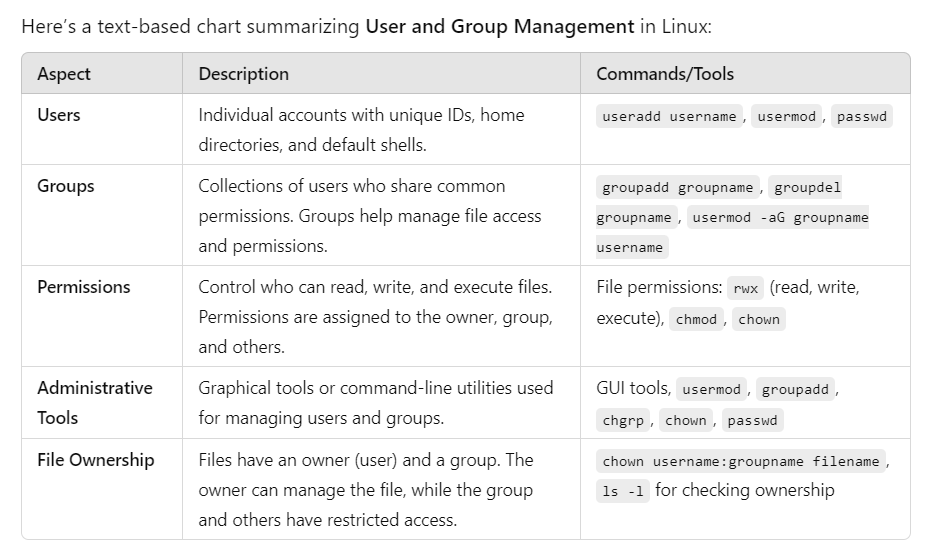 Here's a text-based chart summarizing User and Group Management in Linux:
Aspect Description Commands/Tools
Users Individual accounts with unique IDs, home useradd username , usermod , passwd
directories, and default shells.
Groups Collections of users who share common groupadd groupname , groupdel
permissions. Groups help manage file access groupname , usermod -aG groupname
and permissions. username
Permissions Control who can read, write, and execute files. File permissions: rwx (read, write,
Permissions are assigned to the owner, group, execute), chmod , chown
and others.
Administrative Graphical tools or command-line utilities used GUI tools, usermod , groupadd ,
Tools for managing users and groups. chgrp , chown , passwd
File Ownership Files have an owner (user) and a group. The chown username:groupname filename ,
owner can manage the file, while the group ls -l for checking ownership
and others have restricted access.